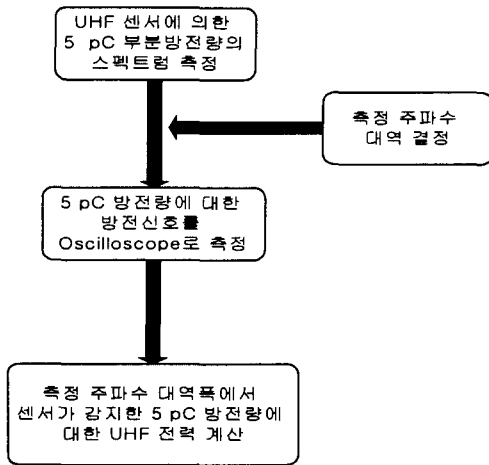 UHF 센서에 의한
5 pC 부분방전량의
스펙트럼 측정
측정 주파수
대역 결정
5 pC 방전량에 대한
방전신호를
Oscilloscope로 측정
측정 주파수 대역폭에서
센서가 감지한 5 pC 방전량에
대한 UHF 전력 계산